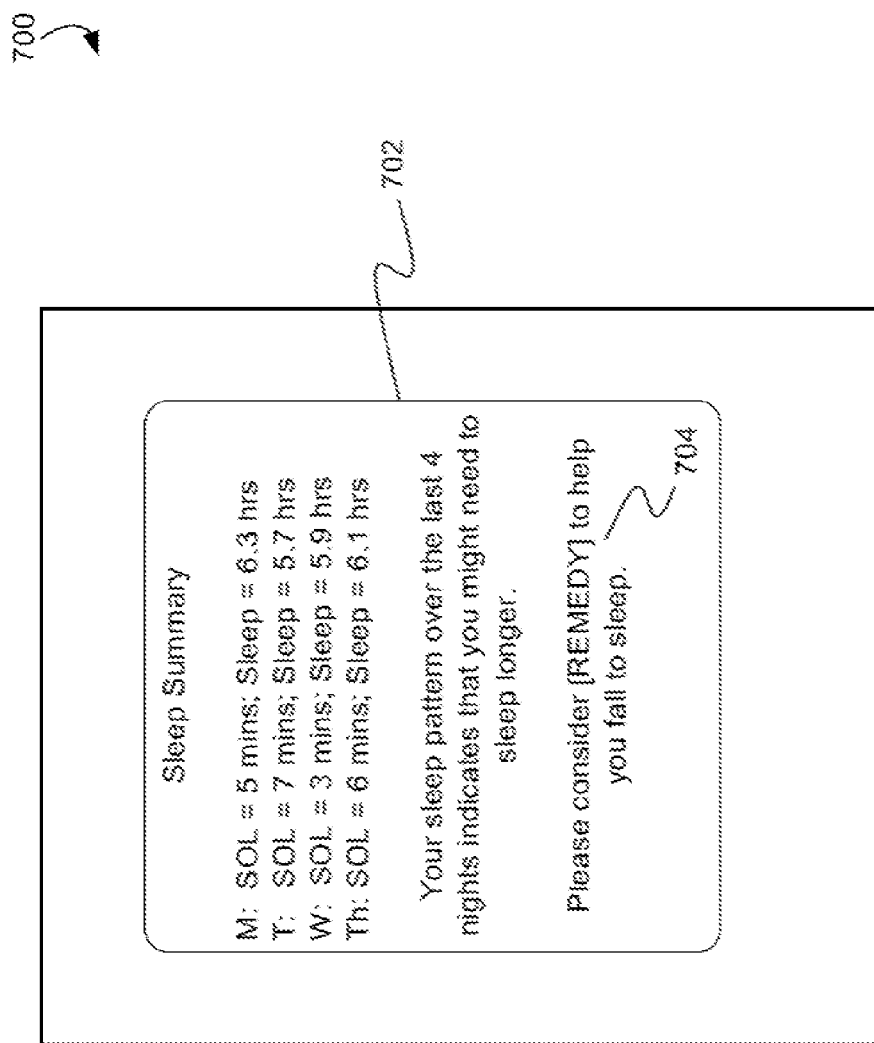 700
702
Sleep Summary
M: SOL = 5 mins; Sleep = 6.3 hrs
T: SOL = 7 mins; Sleep = 5.7 hrs
W: SOL = 3 mins; Sleep = 5.9 hrs
Th: SOL = 6 mins; Sleep = 6.1 hrs
Your sleep pattern over the last 4
nights indicates that you might need to
sleep longer.
Please consider [REMEDY] to help
you fall to sleep.
704